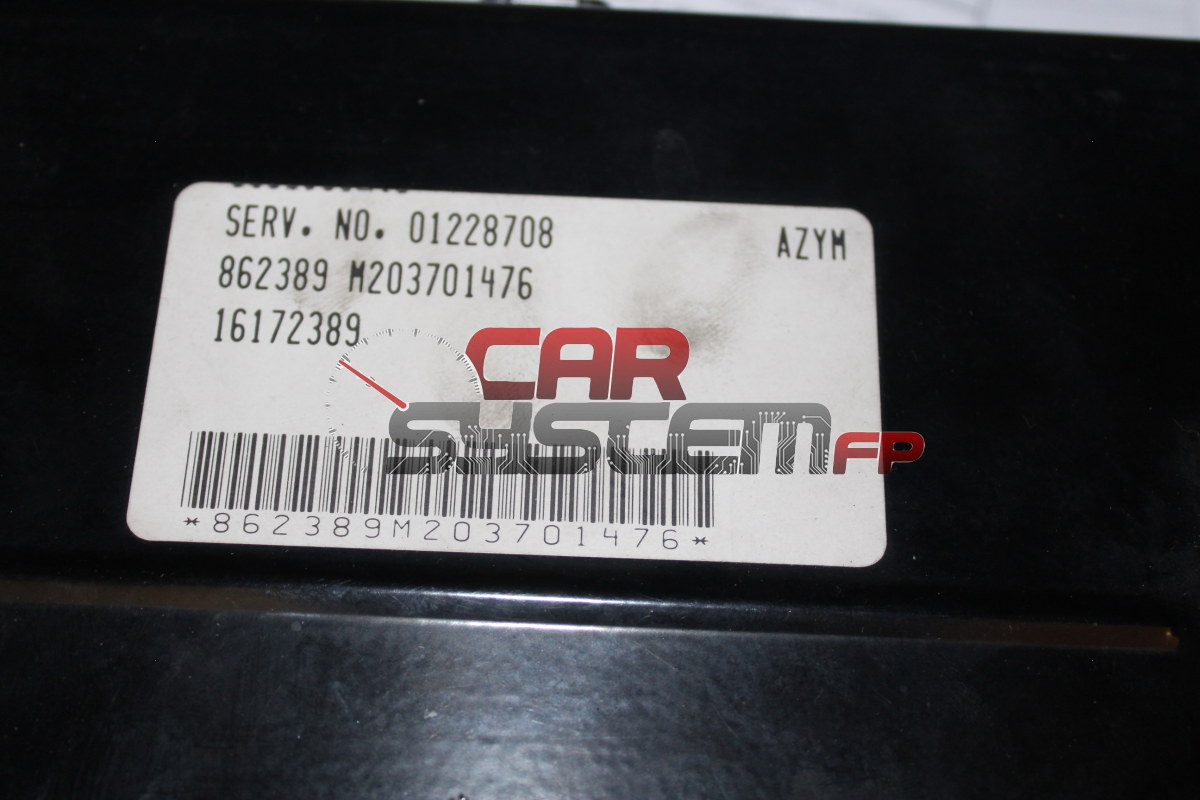 SERV. NO. 01228708
AZYM
862389 M203701476
16172389
CAR
SYSTEM FP
*862389M203701476*